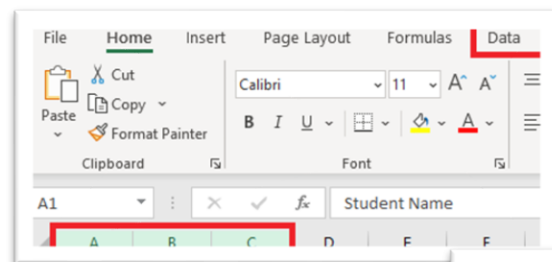 File Home Insert Page Layout Formulas Data
Cut
Calibri 11 A A
Copy
Paste
Format Painter
B I U A
Clipboard Font
A1 fx Student Name
A B C D E F